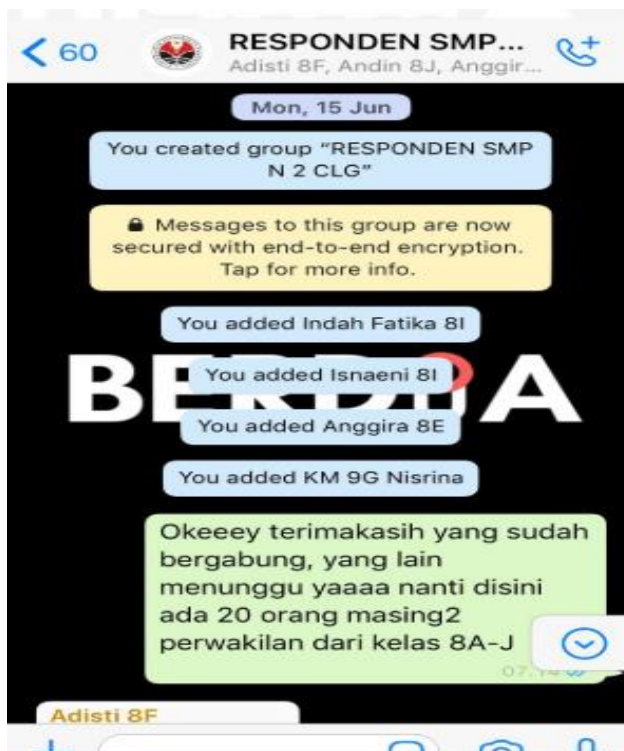 60
RESPONDEN SMP...
Adisti 8F, Andin 8J, Anggir...
Mon, 15 Jun
You created group “RESPONDEN SMP
N 2 CLG”
Messages to this group are now
secured with end-to-end encryption.
Tap for more info.
You added Indah Fatika 8I
You added Isnaeni 8I
You added Anggira 8E
You added KM 9G Nisrina
Okeeey terimakasih yang sudah
bergabung, yang lain
menunggu yaaaa nanti disini
ada 20 orang masing2
perwakilan dari kelas 8A-J
07.14
Adisti 8F